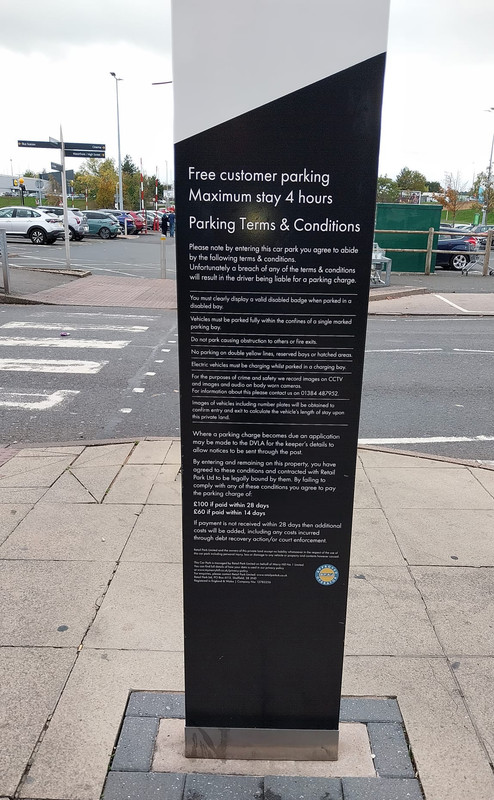 Free customer parking
Maximum stay 4 hours
Parking Terms & Conditions
Please note by entering this car park you agree to abide
by the following terms & conditions.
Unfortunately a breach of any of the terms & conditions
will result in the driver being liable for a parking charge.
You must clearly display a valid disabled badge when parked in a
disabled bay.
Vehicles must be parked fully within the confines of a single marked
parking bay.
Do not park causing obstruction to others or fire exits.
No parking on double yellow lines, reserved bays or hatched areas.
Electric vehicles must be charging whilst parked in a charging bay.
For the purposes of crime and safety we record images on CCTV
and images and audio on body worn cameras.
For information about this please contact us on 01384 487952.
Images of vehicles including number plates will be obtained to
confirm entry and exit to calculate the vehicle's length of stay upon
this private land.
Where a parking charge becomes due an application
may be made to the DVLA for the keeper's details to
allow notices to be sent through the post.
By entering and remaining on this property, you have
agreed to these conditions and contracted with Retail
Park Ltd to be legally bound by them. By failing to
comply with any of these conditions you agree to pay
the parking charge of:
£100 if paid within 28 days
£60 if paid within 14 days
If payment is not received within 28 days then additional
costs will be added, including any costs incurred
through debt recovery action/or court enforcement.